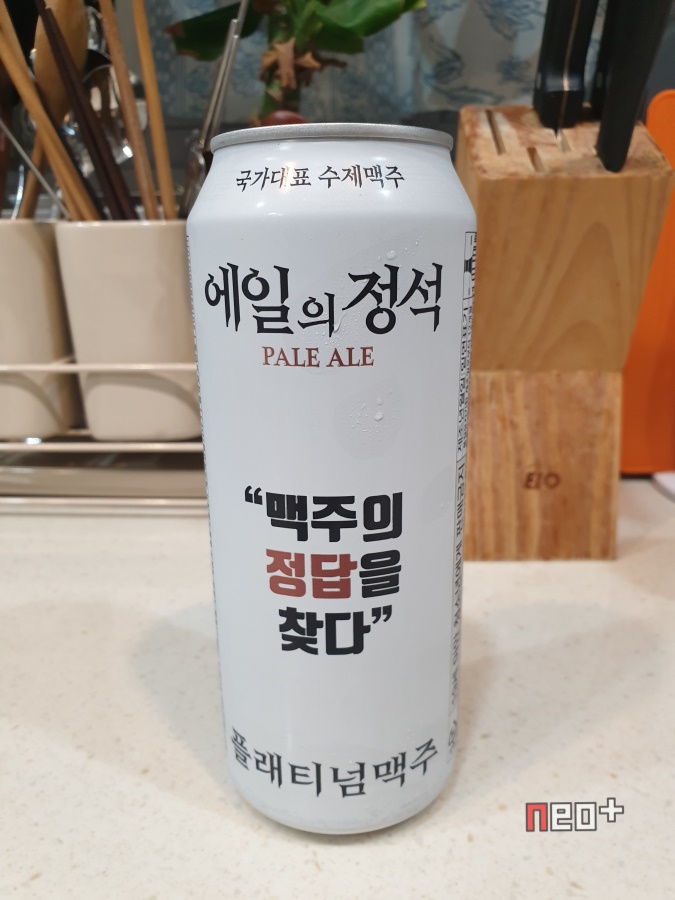 국가대표 수제맥주
에일의 정석
PALE ALE
“맥주의
정답을
찾다”
플래티넘맥주
neo+